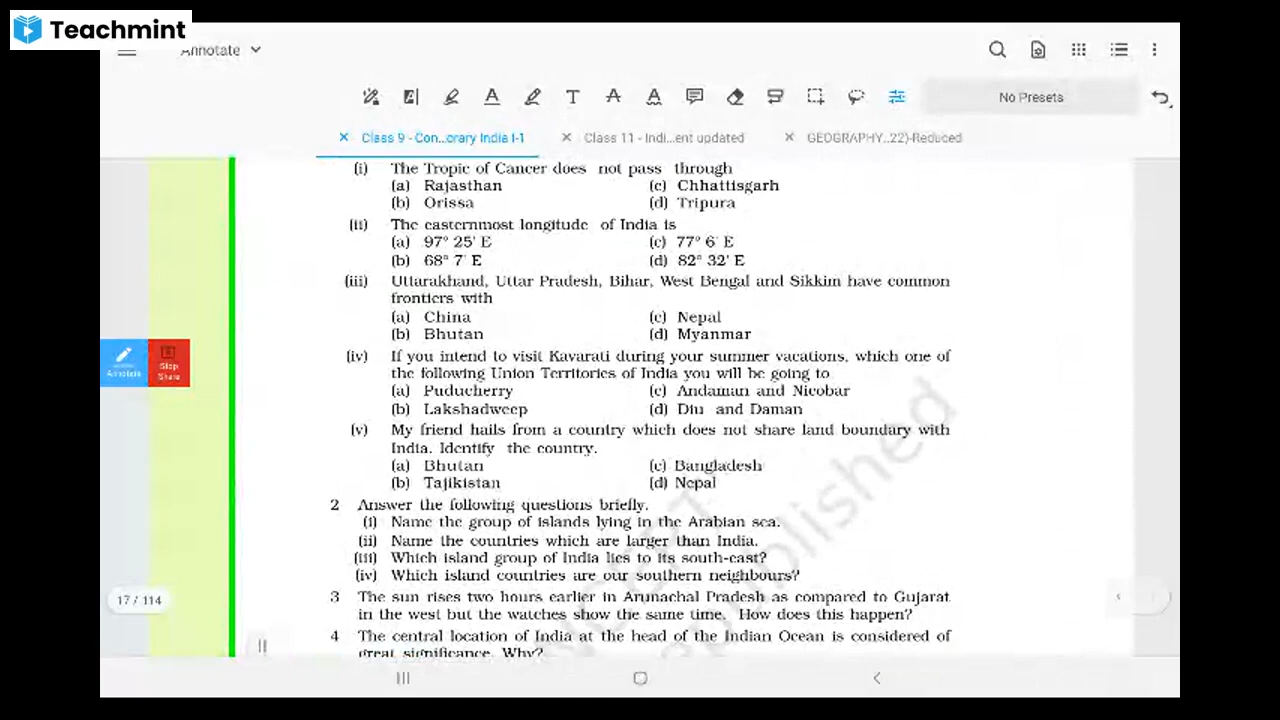 Teachmint
Annotate
No Presets
Class 9 - Con...orary India I-1
Class 11 - Indi...ent updated
GEOGRAPHY..22)-Reduced
(i) The Tropic of Cancer does not pass through
(a) Rajasthan (c) Chhattisgarh
(b) Orissa (d) Tripura
(ii) The easternmost longitude of India is
(a) 97° 25' E (c) 77° 6' E
(b) 68° 7' E (d) 82° 32' E
(iii) Uttarakhand, Uttar Pradesh, Bihar, West Bengal and Sikkim have common
frontiers with
(a) China (c) Nepal
(b) Bhutan (d) Myanmar
(iv) If you intend to visit Kavarati during your summer vacations, which one of
the following Union Territories of India you will be going to
(a) Puducherry (c) Andaman and Nicobar
(b) Lakshadweep (d) Diu and Daman
(v) My friend hails from a country which does not share land boundary with
India. Identify the country.
(a) Bhutan (c) Bangladesh
(b) Tajikistan (d) Nepal
2 Answer the following questions briefly.
(i) Name the group of islands lying in the Arabian sea.
(ii) Name the countries which are larger than India.
(iii) Which island group of India lies to its south-east?
(iv) Which island countries are our southern neighbours?
3 The sun rises two hours earlier in Arunachal Pradesh as compared to Gujarat
in the west but the watches show the same time. How does this happen?
4 The central location of India at the head of the Indian Ocean is considered of
great significance. Why?
Annotate
Stop
Share
17 / 114